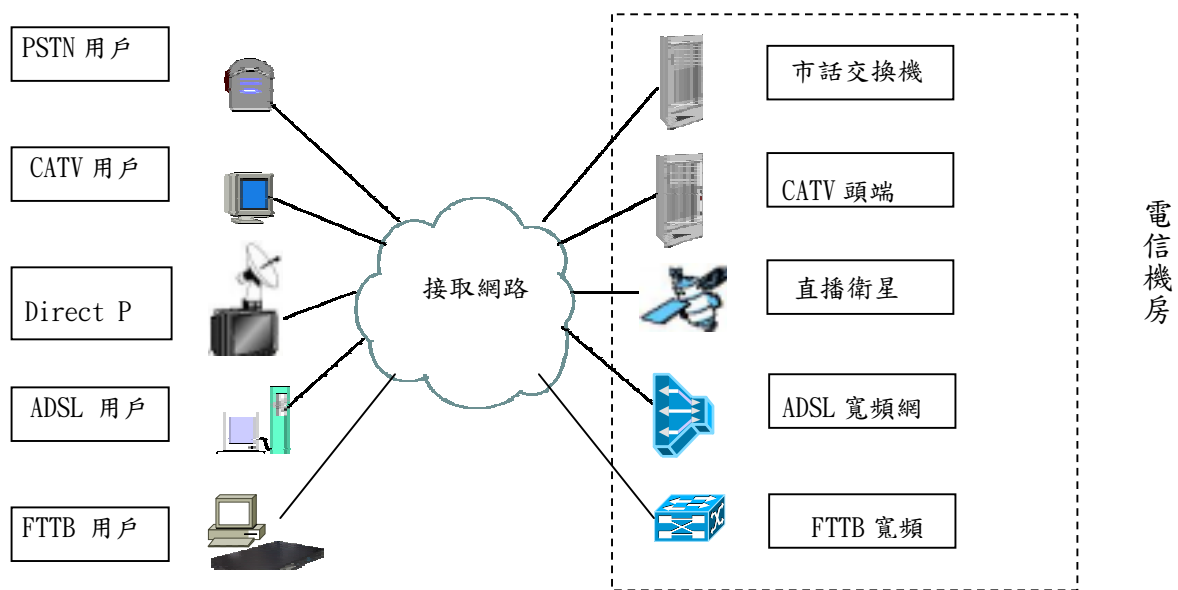 PSTN 用戶
市話交換機
CATV 用戶
CATV 頭端
電信機房
接取網路
Direct P
直播衛星
ADSL 用戶
ADSL 寬頻網
FTTB 用戶
FTTB 寬頻